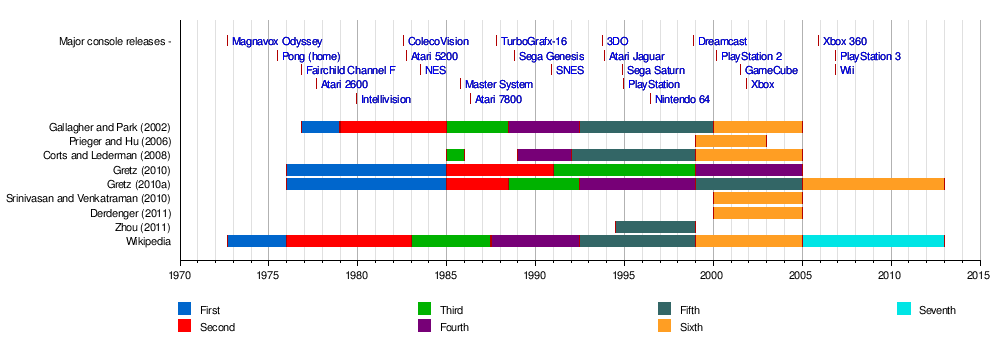 Major console releases - Magnavox Odyssey ColecoVision TurboGrafx-16 3DO Dreamcast Xbox 360
Pong (home) Atari 5200 Sega Genesis Atari Jaguar PlayStation 2 PlayStation 3
Fairchild Channel F NES SNES Sega Saturn GameCube Wii
Atari 2600 Master System PlayStation Xbox
Intellivision Atari 7800 Nintendo 64
Gallagher and Park (2002)
Prieger and Hu (2006)
Corts and Lederman (2008)
Gretz (2010)
Gretz (2010a)
Srinivasan and Venkatraman (2010)
Derdenger (2011)
Zhou (2011)
Wikipedia
1970 1975 1980 1985 1990 1995 2000 2005 2010 2015
First Third Fifth Seventh
Second Fourth Sixth